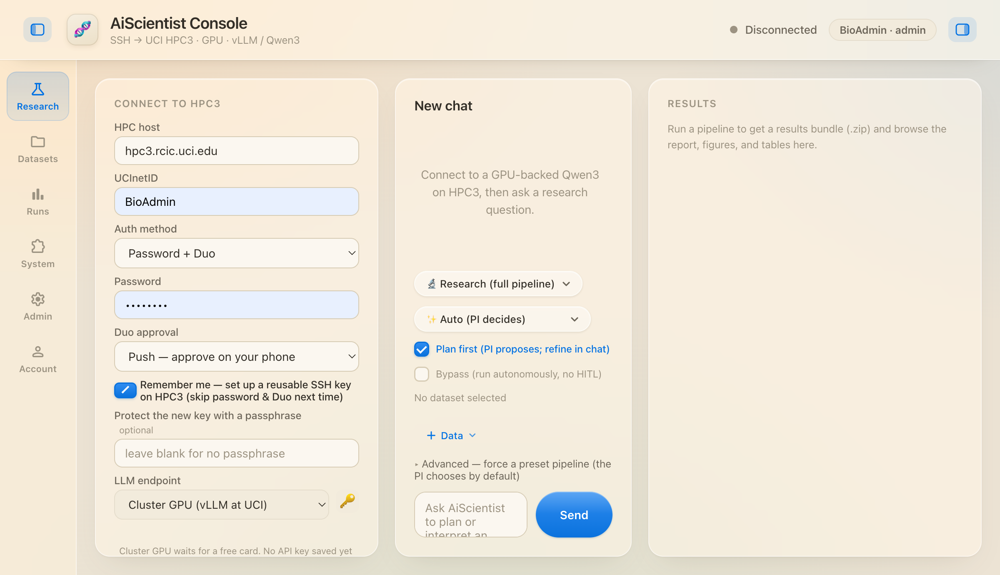 AiScientist Console
SSH → UCI HPC3 · GPU · vLLM / Qwen3
Disconnected
BioAdmin · admin
Research
Datasets
Runs
System
Admin
Account
CONNECT TO HPC3
HPC host
hpc3.rcic.uci.edu
UCInetID
BioAdmin
Auth method
Password + Duo
Password
••••••••
Duo approval
Push — approve on your phone
Remember me — set up a reusable SSH key
on HPC3 (skip password & Duo next time)
Protect the new key with a passphrase
optional
leave blank for no passphrase
LLM endpoint
Cluster GPU (vLLM at UCI)
Cluster GPU waits for a free card. No API key saved yet
New chat
Connect to a GPU-backed Qwen3
on HPC3, then ask a research
question.
🔬 Research (full pipeline)
✨ Auto (PI decides)
Plan first (PI proposes; refine in chat)
Bypass (run autonomously, no HITL)
No dataset selected
+ Data
▸ Advanced — force a preset pipeline (the
PI chooses by default)
Ask AiScientist
to plan or
interpret an
Send
RESULTS
Run a pipeline to get a results bundle (.zip) and browse the
report, figures, and tables here.